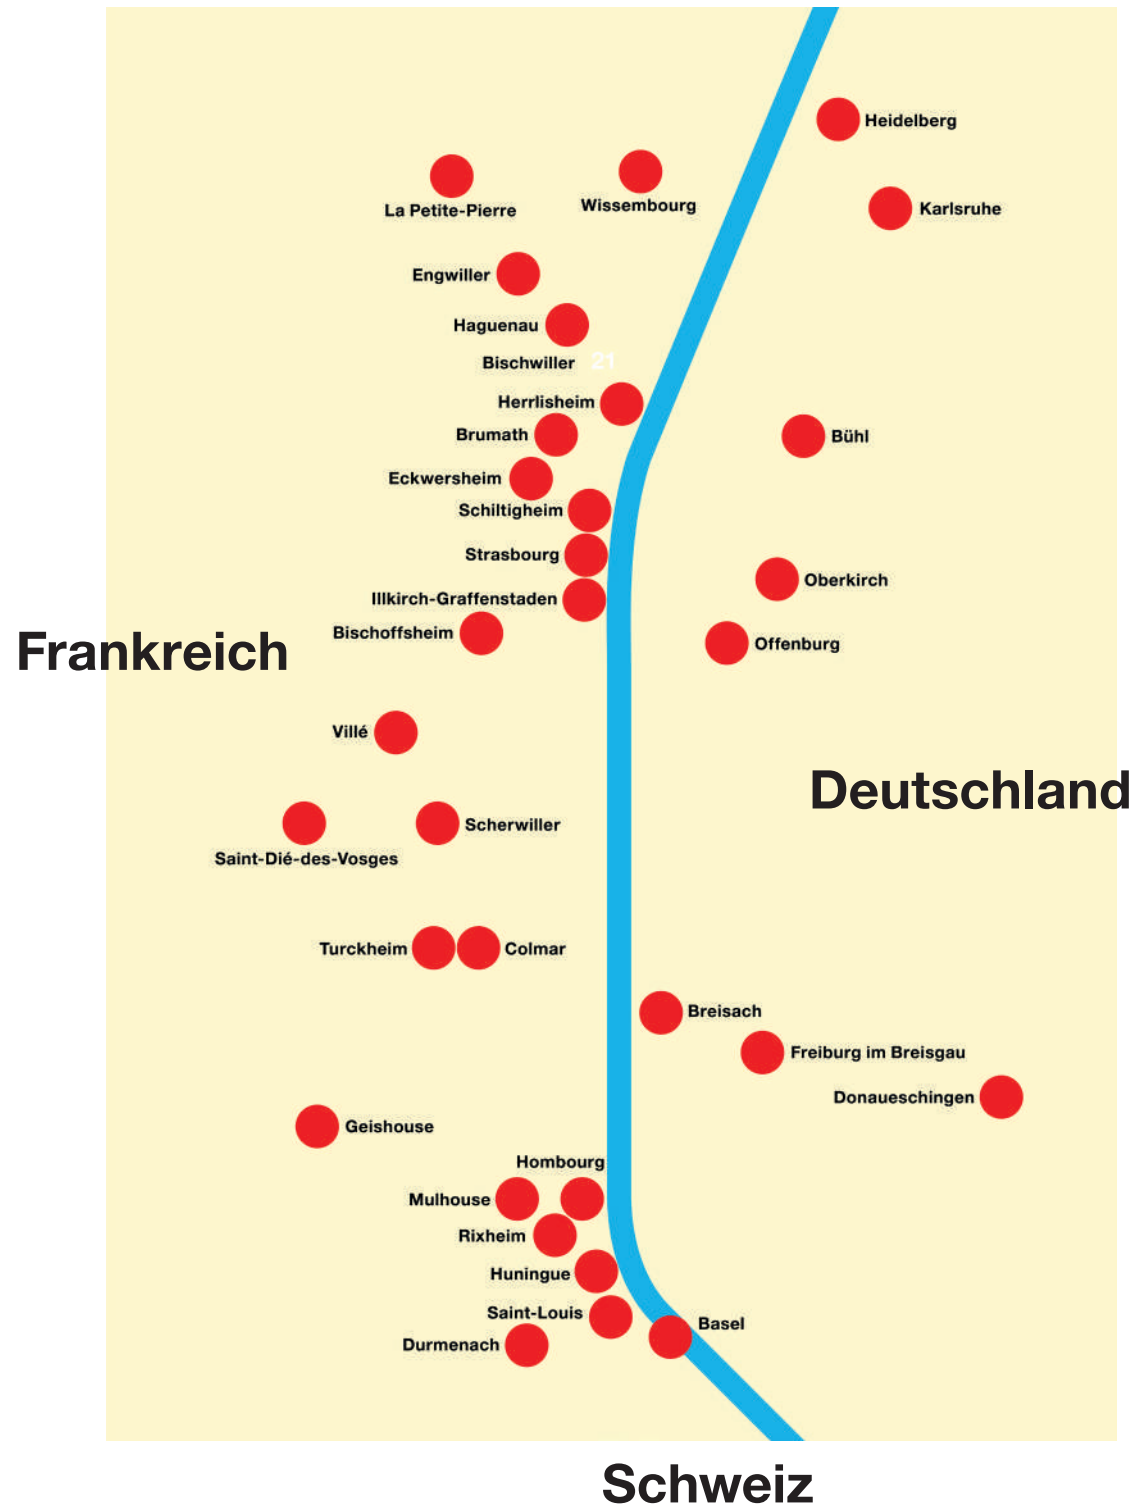 Heidelberg
La Petite-Pierre
Wissembourg
Karlsruhe
Engwiller
Haguenau
Bischwiller 21
Herrlisheim
Brumath
Bühl
Eckwersheim
Schiltigheim
Strasbourg
Oberkirch
Illkirch-Graffenstaden
Bischoffsheim
Offenburg
Frankreich
Villé
Deutschland
Scherwiller
Saint-Dié-des-Vosges
Turckheim
Colmar
Breisach
Freiburg im Breisgau
Donaueschingen
Geishouse
Hombourg
Mulhouse
Rixheim
Huningue
Saint-Louis
Basel
Durmenach
Schweiz